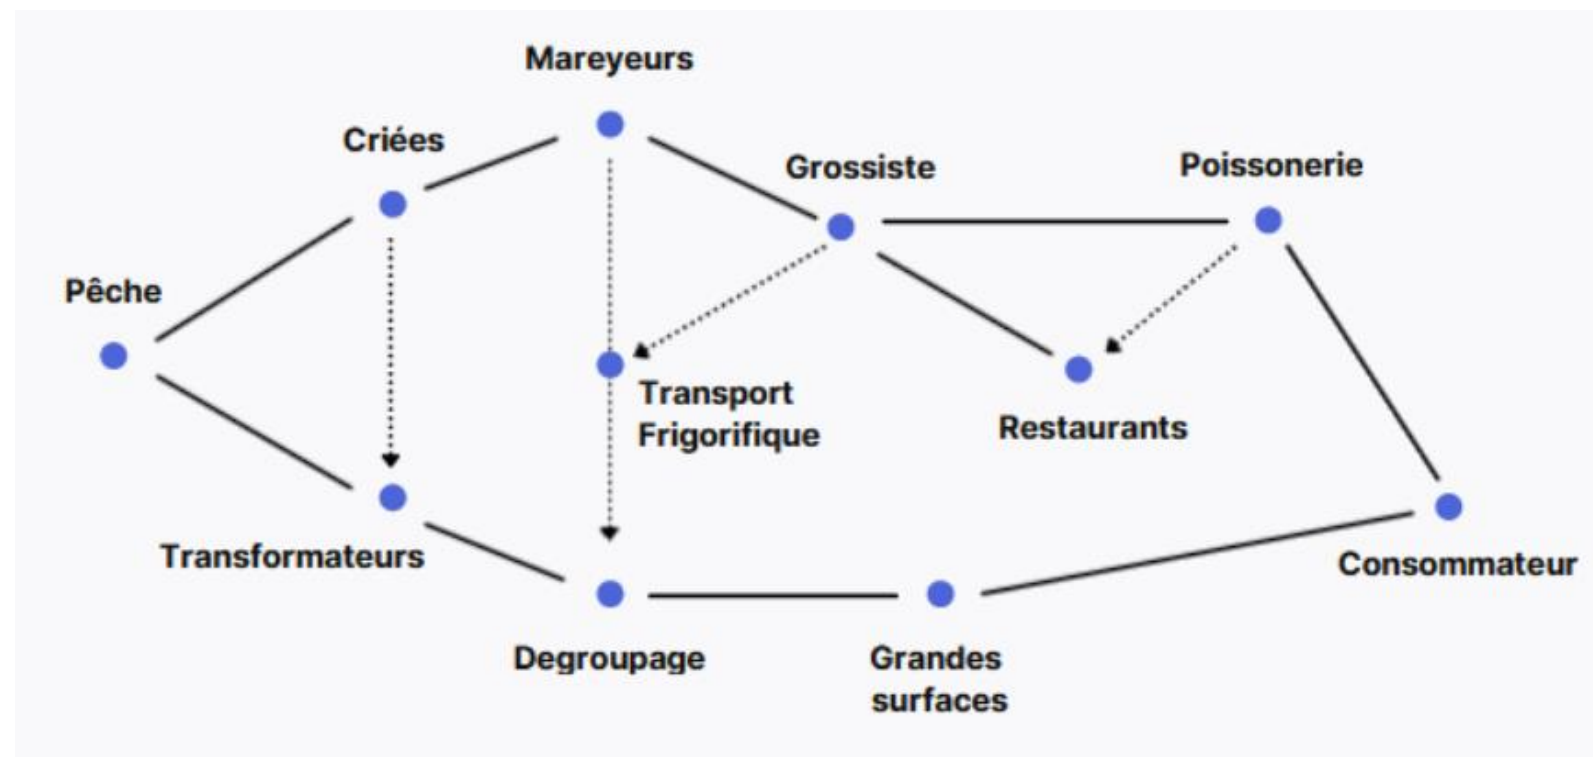 Mareyeurs
Criées
Grossiste
Poissonerie
Pêche
Transport
Frigorifique
Restaurants
Transformateurs
Consommateur
Degroupage
Grandes
surfaces